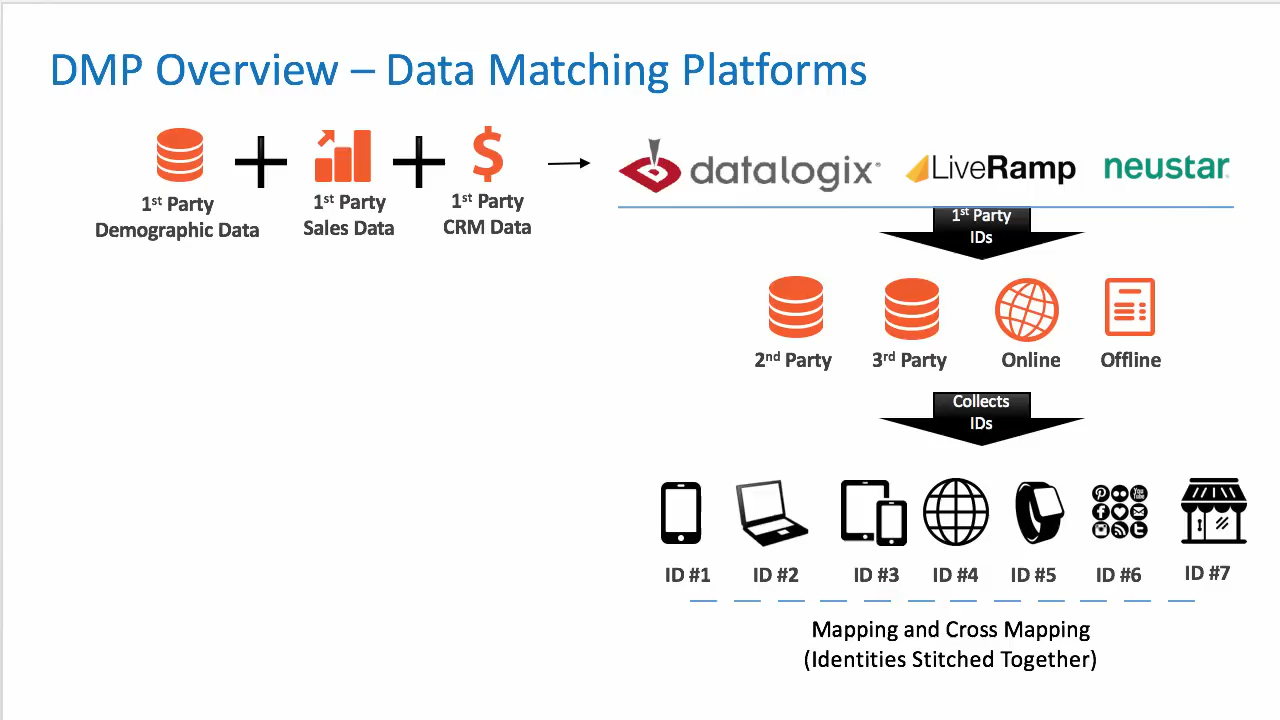 DMP Overview – Data Matching Platforms
1st Party
Demographic Data
1st Party
Sales Data
1st Party
CRM Data
datalogix
LiveRamp
neustar
1st Party
IDs
2nd Party
3rd Party
Online
Offline
Collects
IDs
ID #1
ID #2
ID #3
ID #4
ID #5
ID #6
ID #7
Mapping and Cross Mapping
(Identities Stitched Together)